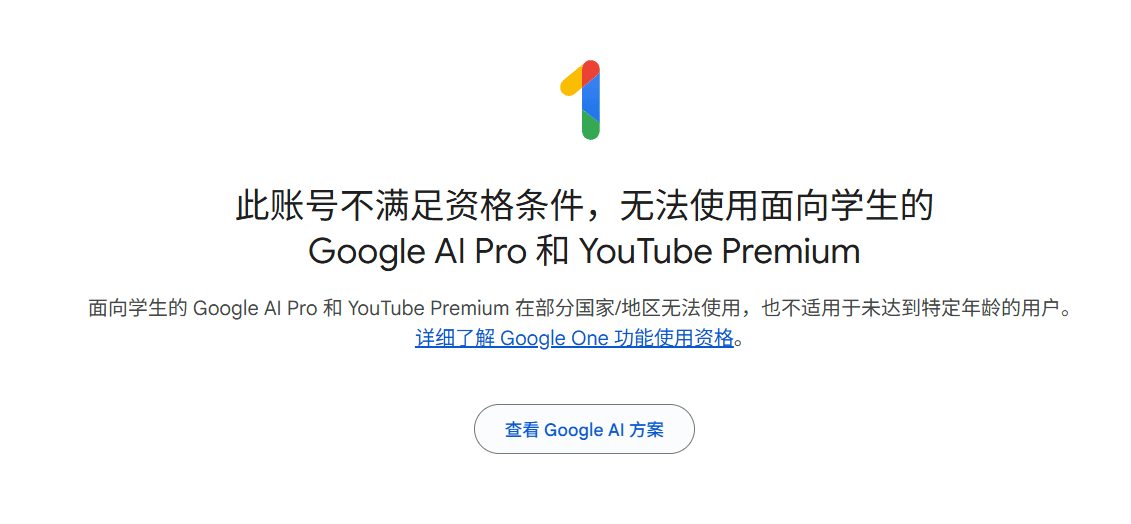 此账号不满足资格条件，无法使用面向学生的
Google AI Pro 和 YouTube Premium
面向学生的 Google AI Pro 和 YouTube Premium 在部分国家/地区无法使用，也不适用于未达到特定年龄的用户。
详细了解 Google One 功能使用资格。
查看 Google AI 方案